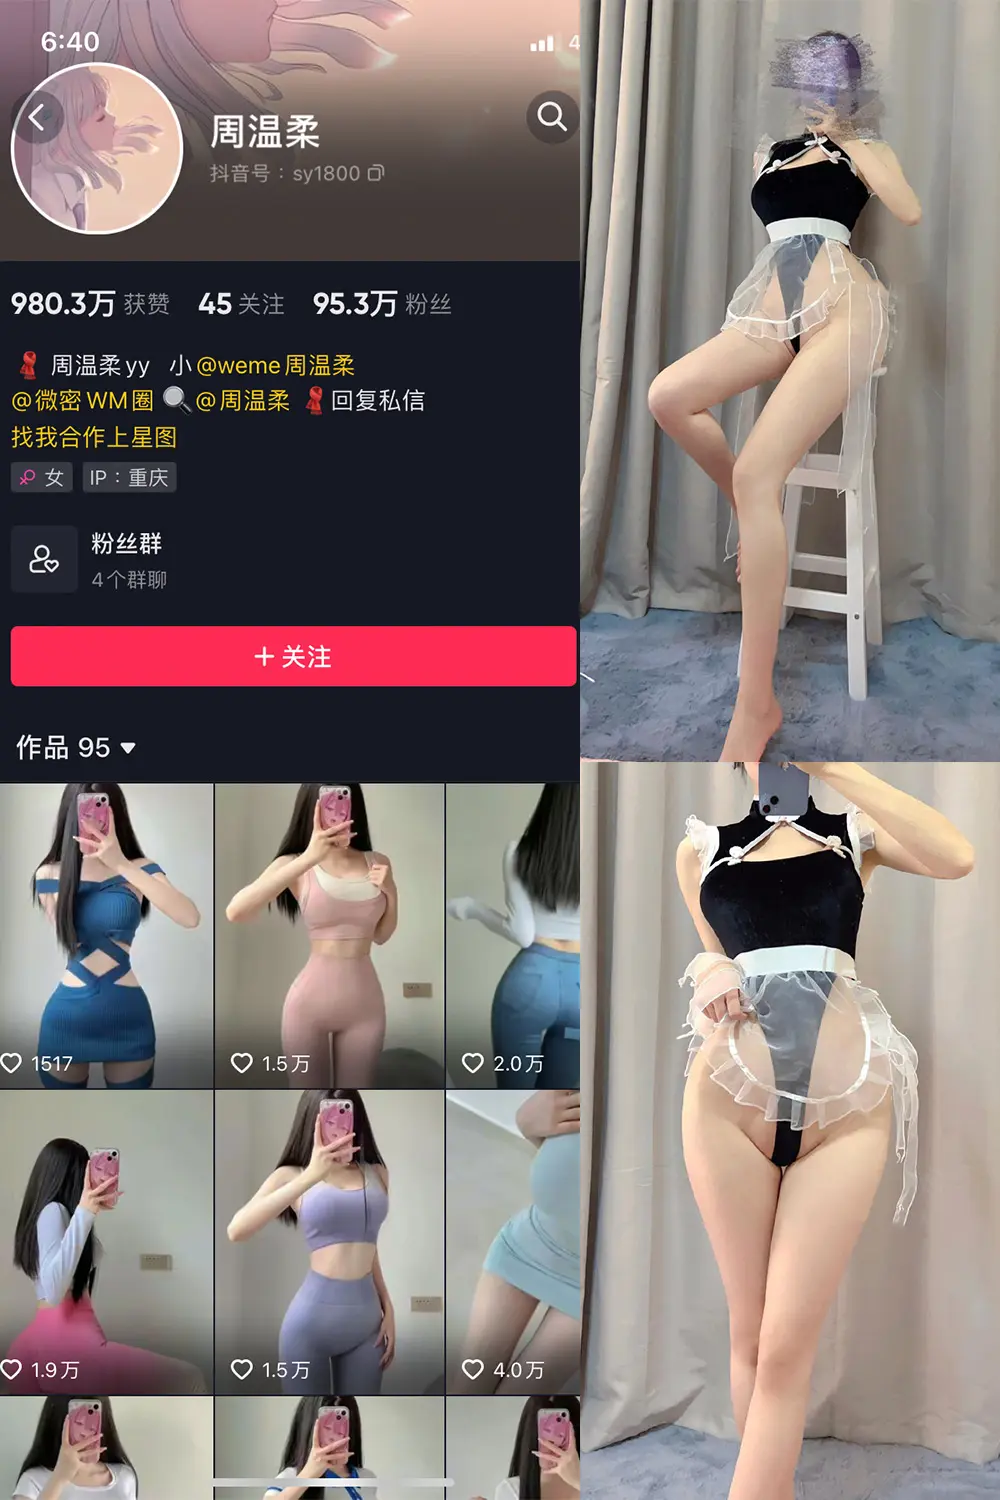 6:40
4
周温柔
抖音号：sy1800
980.3万 获赞 45 关注 95.3万 粉丝
周温柔yy 小@weme周温柔
@微密WM圈 @周温柔 回复私信
找我合作上星图
女 IP：重庆
粉丝群
4个群聊
+ 关注
作品 95
1517 1.5万 2.0万
1.9万 1.5万 4.0万